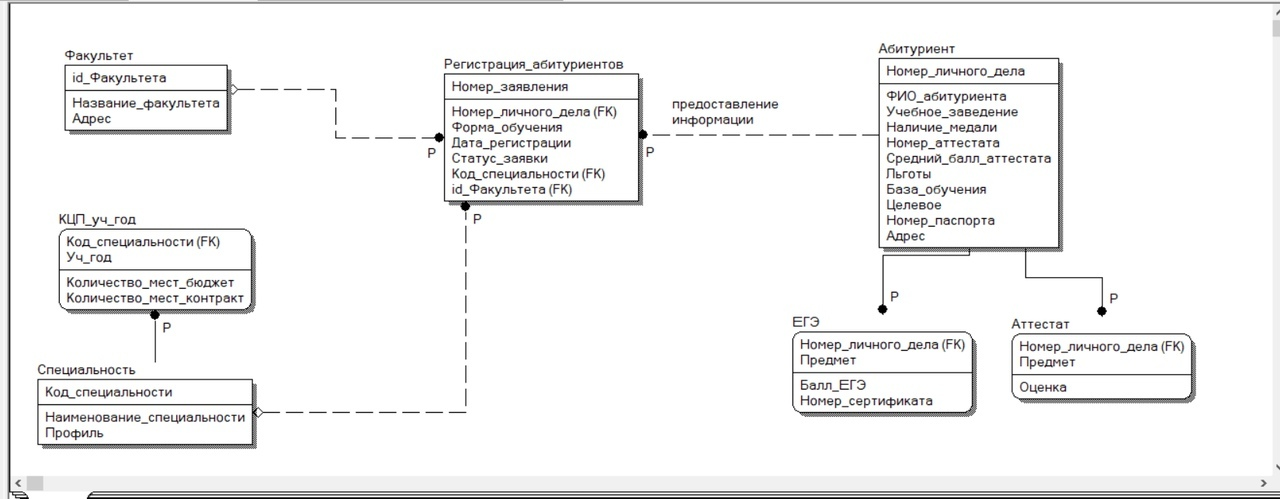 Факультет
id_Факультета
Название_факультета
Адрес
Регистрация_абитуриентов
Номер_заявления
Номер_личного_дела (FK)
Форма_обучения
Дата_регистрации
Статус_заявки
Код_специальности (FK)
id_Факультета (FK)
P
P
P
предоставление
информации
Абитуриент
Номер_личного_дела
ФИО_абитуриента
Учебное_заведение
Наличие_медали
Номер_аттестата
Средний_балл_аттестата
Льготы
База_обучения
Целевое
Номер_паспорта
Адрес
КЦП_уч_год
Код_специальности (FK)
Уч_год
Количество_мест_бюджет
Количество_мест_контракт
P
Специальность
Код_специальности
Наименование_специальности
Профиль
P
ЕГЭ
Номер_личного_дела (FK)
Предмет
Балл_ЕГЭ
Номер_сертификата
P
Аттестат
Номер_личного_дела (FK)
Предмет
Оценка